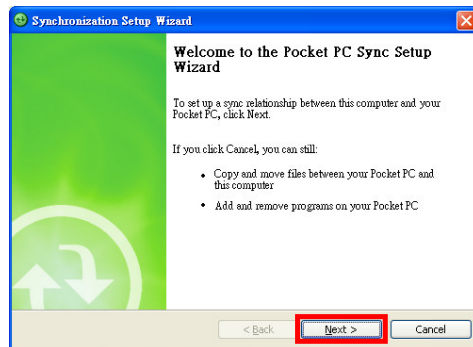 Synchronization Setup Wizard
Welcome to the Pocket PC Sync Setup
Wizard
To set up a sync relationship between this computer and your
Pocket PC, click Next.
If you click Cancel, you can still:
• Copy and move files between your Pocket PC and
this computer
• Add and remove programs on your Pocket PC
< Back Next > Cancel